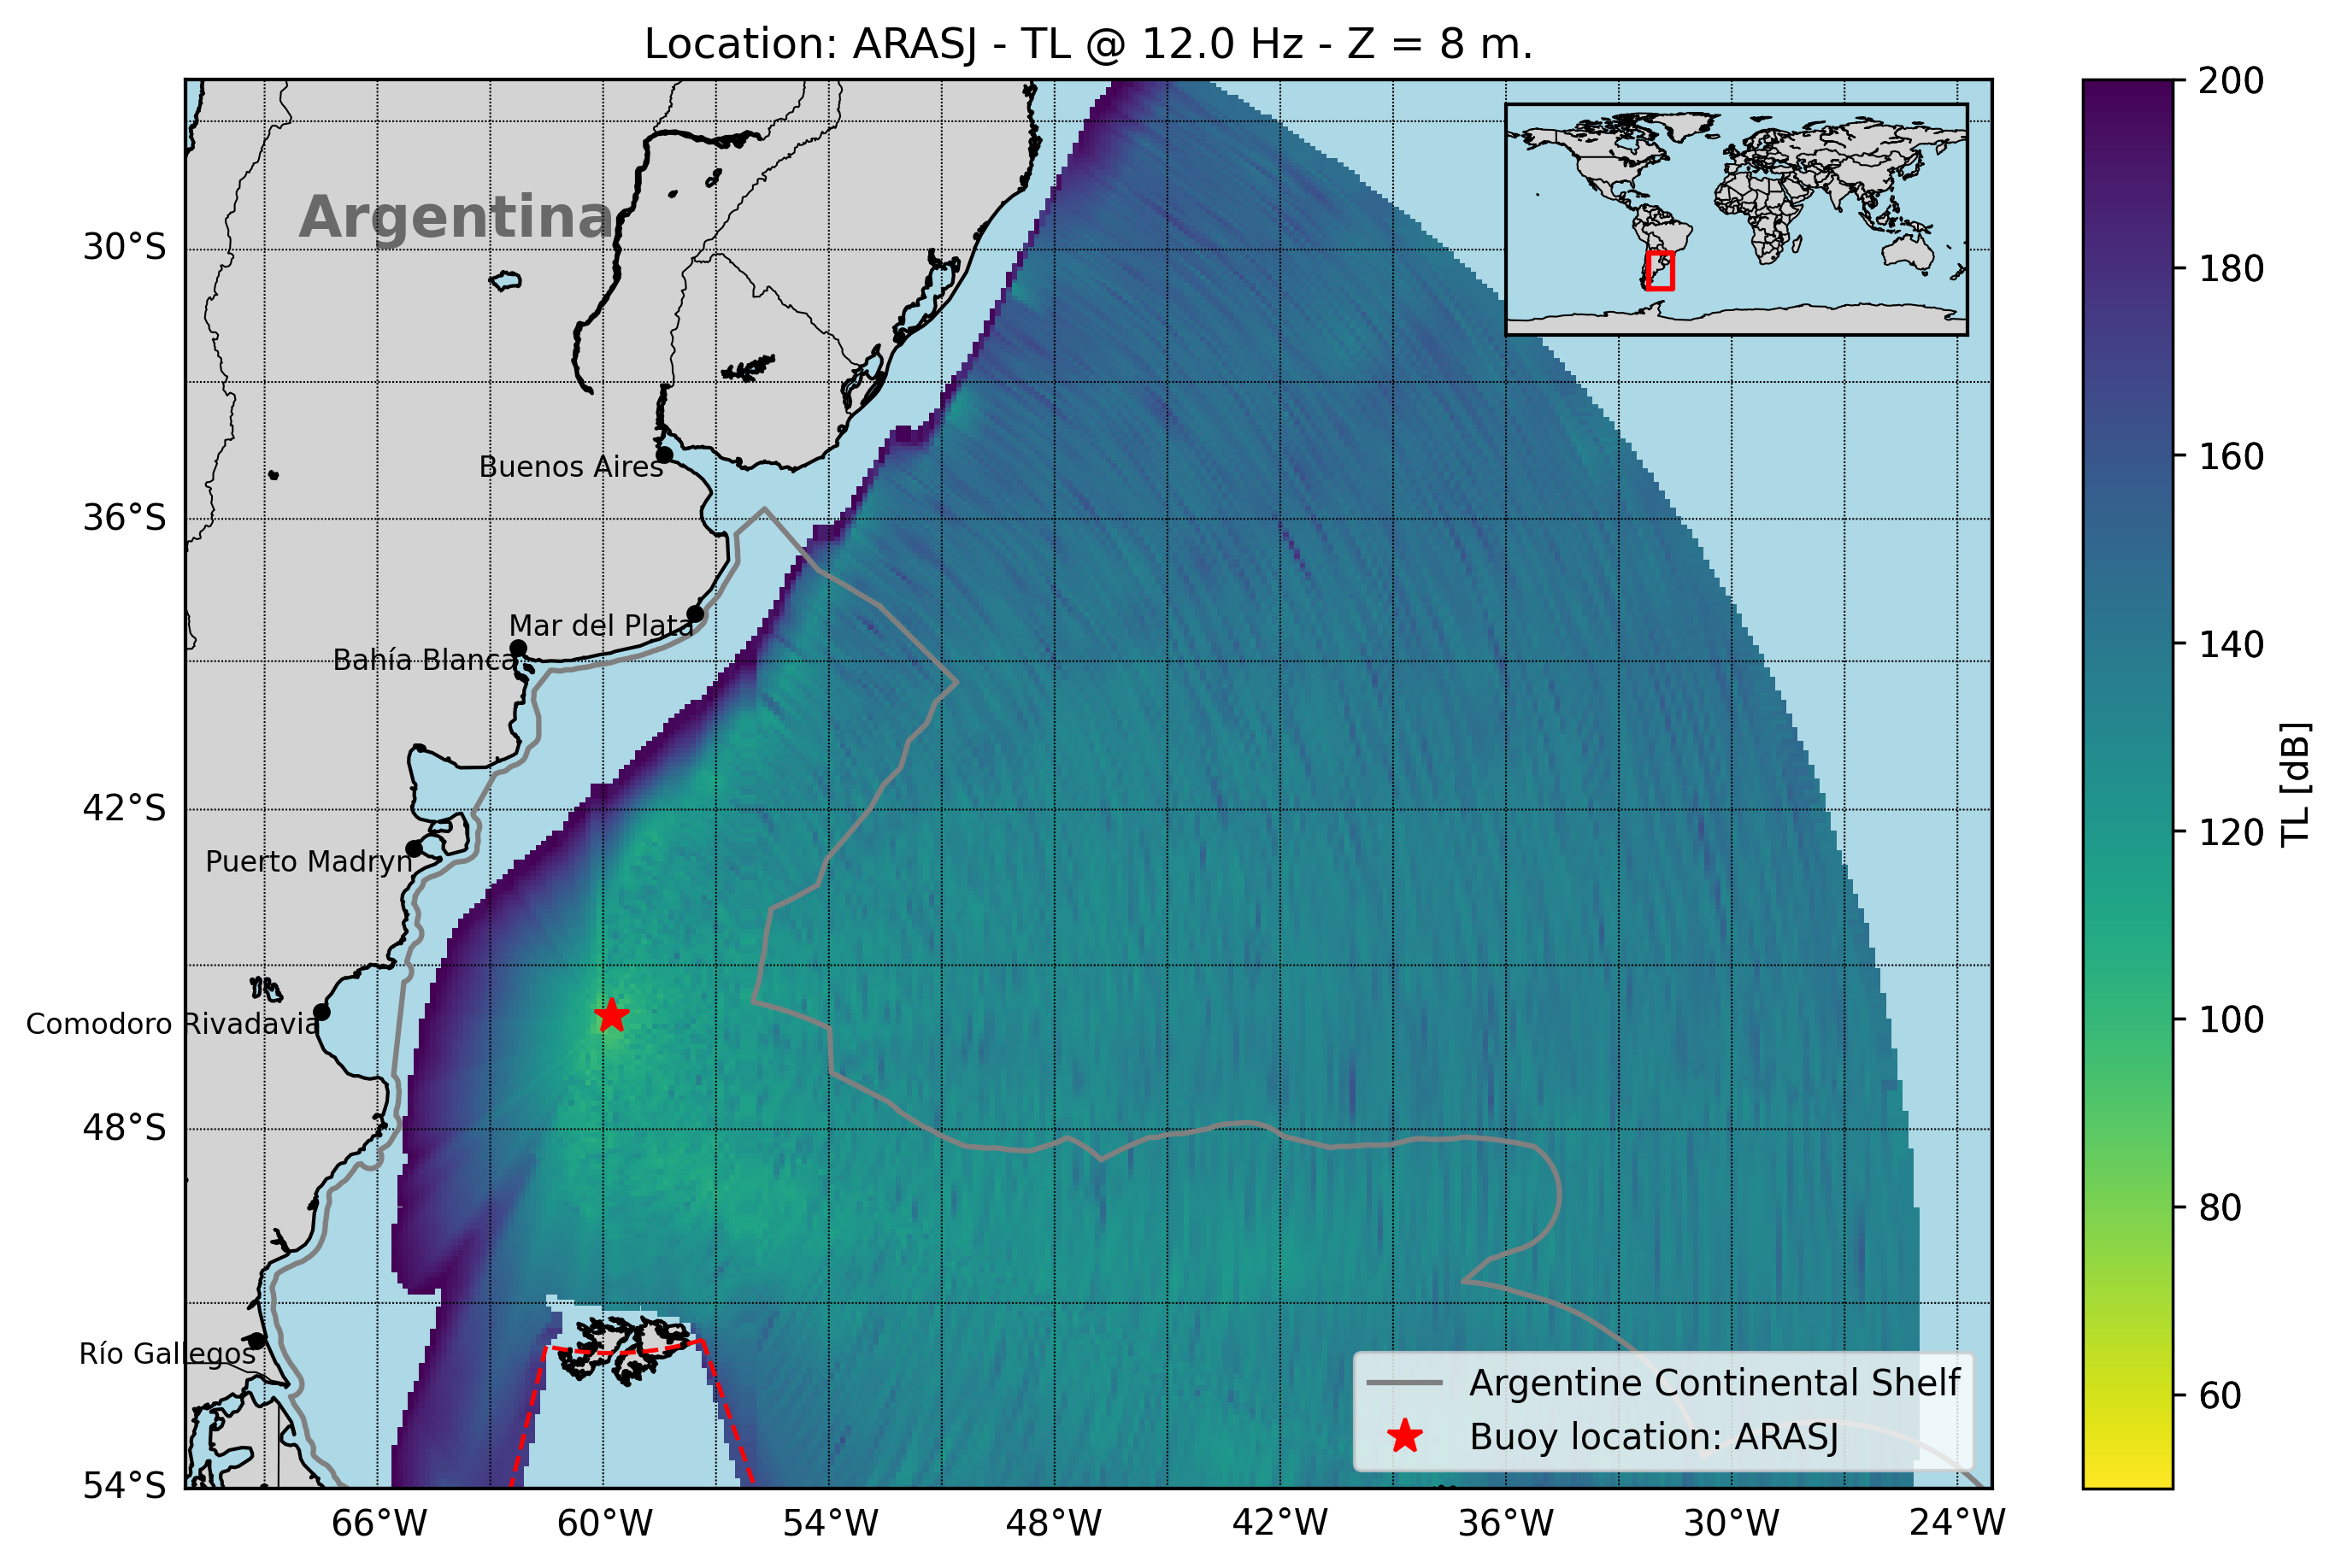 Location: ARASJ - TL @ 12.0 Hz - Z = 8 m.
Argentina
30°S
36°S
42°S
48°S
54°S
Buenos Aires
Mar del Plata
Bahía Blanca
Puerto Madryn
Comodoro Rivadavia
Río Gallegos
Argentine Continental Shelf
Buoy location: ARASJ
66°W
60°W
54°W
48°W
42°W
36°W
30°W
24°W
200
180
160
140
120
100
80
60
TL [dB]